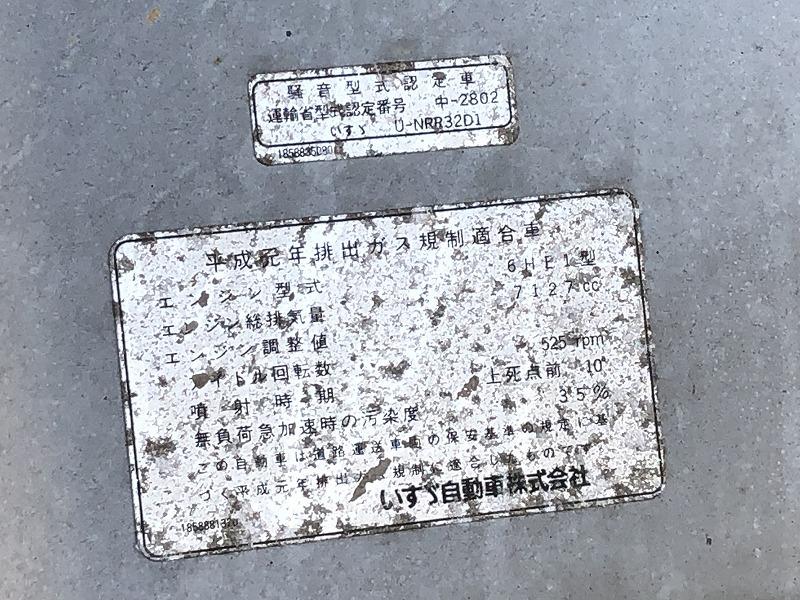 騒音型式認定車
運輸省型式認定番号 中-2802
いすゞ U-NRR32D1
平成元年排出ガス規制適合車
エンジン型式 6HE1型
エンジン総排気量 7127cc
エンジン調整値
アイドル回転数 525rpm
噴射時期 上死点前 10°
無負荷急加速時の汚染度 35%
この自動車は道路運送車両の保安基準の規定に基
づく平成元年排出ガス規制に適合したものです
いすゞ自動車株式会社